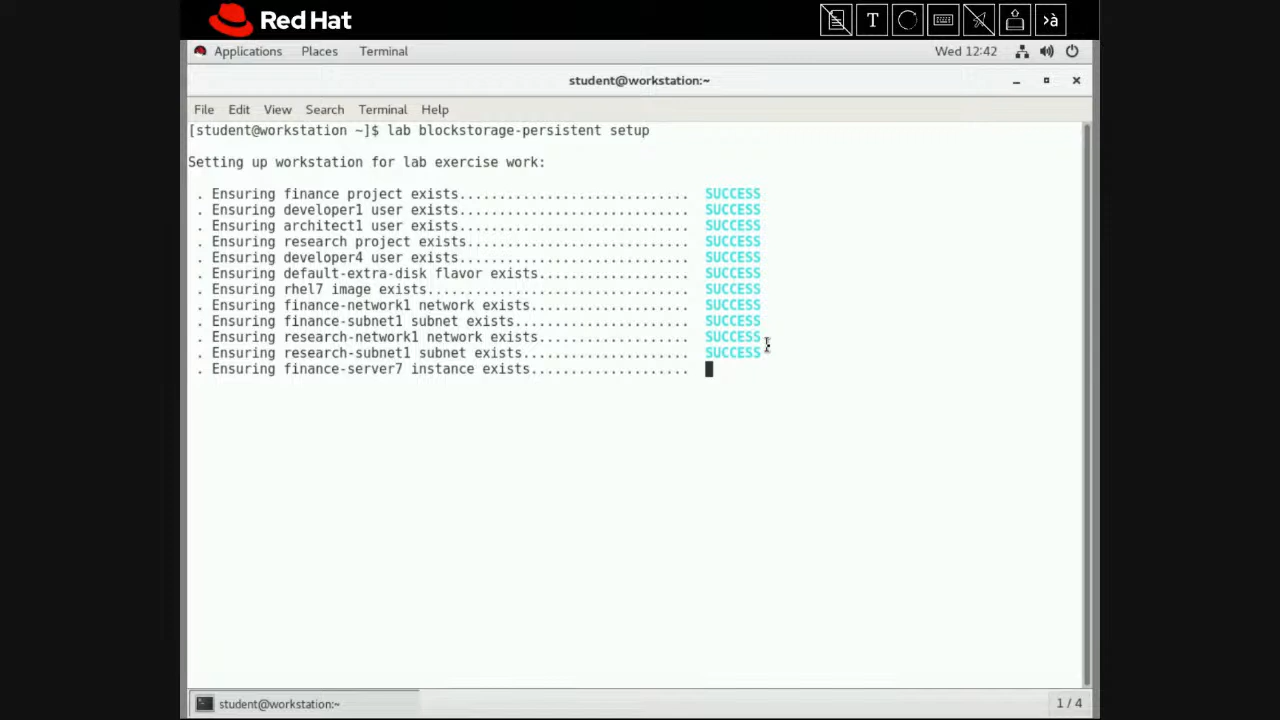 Red Hat
T
>à
Applications Places Terminal Wed 12:42
student@workstation:~
File Edit View Search Terminal Help
[student@workstation ~]$ lab blockstorage-persistent setup
Setting up workstation for lab exercise work:
. Ensuring finance project exists............................. SUCCESS
. Ensuring developer1 user exists............................. SUCCESS
. Ensuring architect1 user exists............................. SUCCESS
. Ensuring research project exists............................ SUCCESS
. Ensuring developer4 user exists............................. SUCCESS
. Ensuring default-extra-disk flavor exists................... SUCCESS
. Ensuring rhel7 image exists................................. SUCCESS
. Ensuring finance-network1 network exists.................... SUCCESS
. Ensuring finance-subnet1 subnet exists...................... SUCCESS
. Ensuring research-network1 network exists................... SUCCESS
. Ensuring research-subnet1 subnet exists..................... SUCCESS
. Ensuring finance-server7 instance exists....................
student@workstation:~ 1 / 4